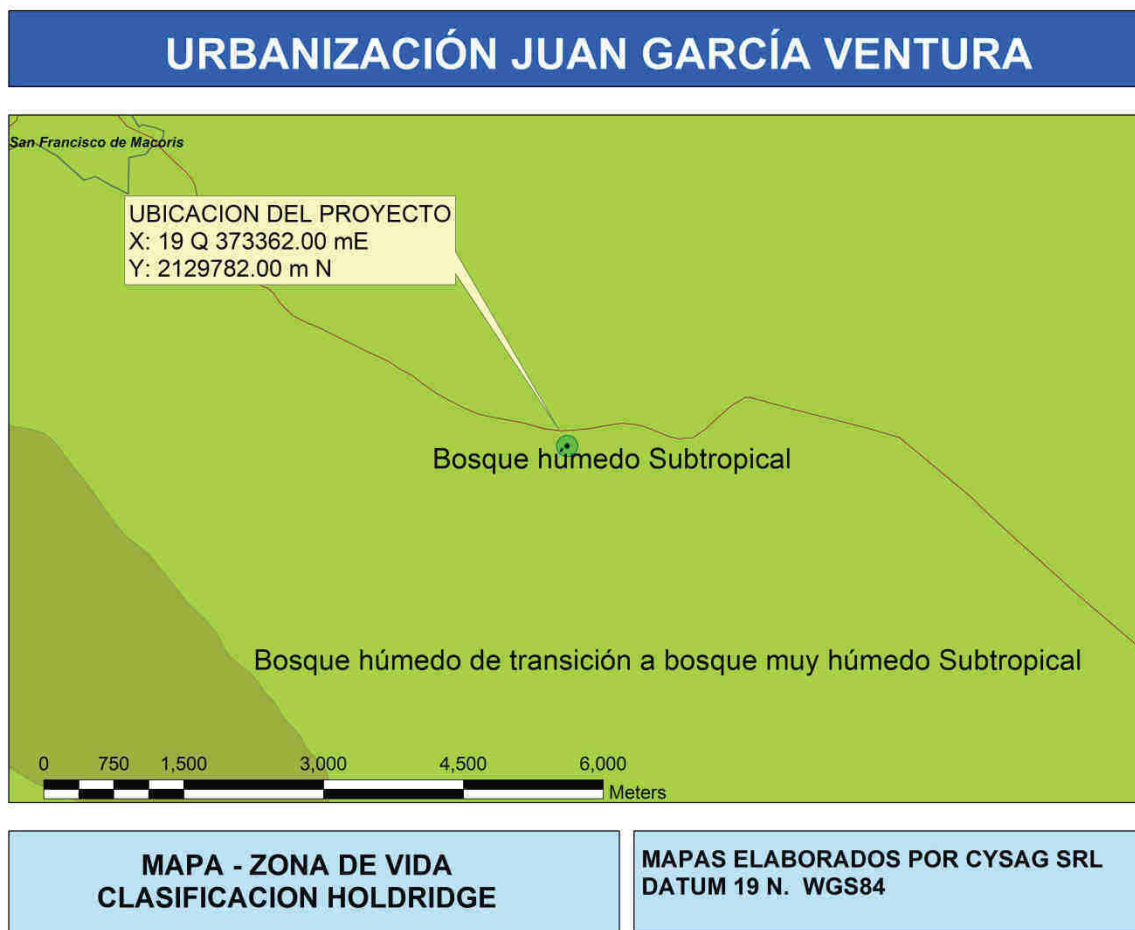 URBANIZACIÓN JUAN GARCÍA VENTURA
San Francisco de Macoris
UBICACION DEL PROYECTO
X: 19 Q 373362.00 mE
Y: 2129782.00 m N
Bosque húmedo Subtropical
Bosque húmedo de transición a bosque muy húmedo Subtropical
0 750 1,500 3,000 4,500 6,000
Meters
MAPA - ZONA DE VIDA
CLASIFICACION HOLDRIDGE
MAPAS ELABORADOS POR CYSAG SRL
DATUM 19 N. WGS84